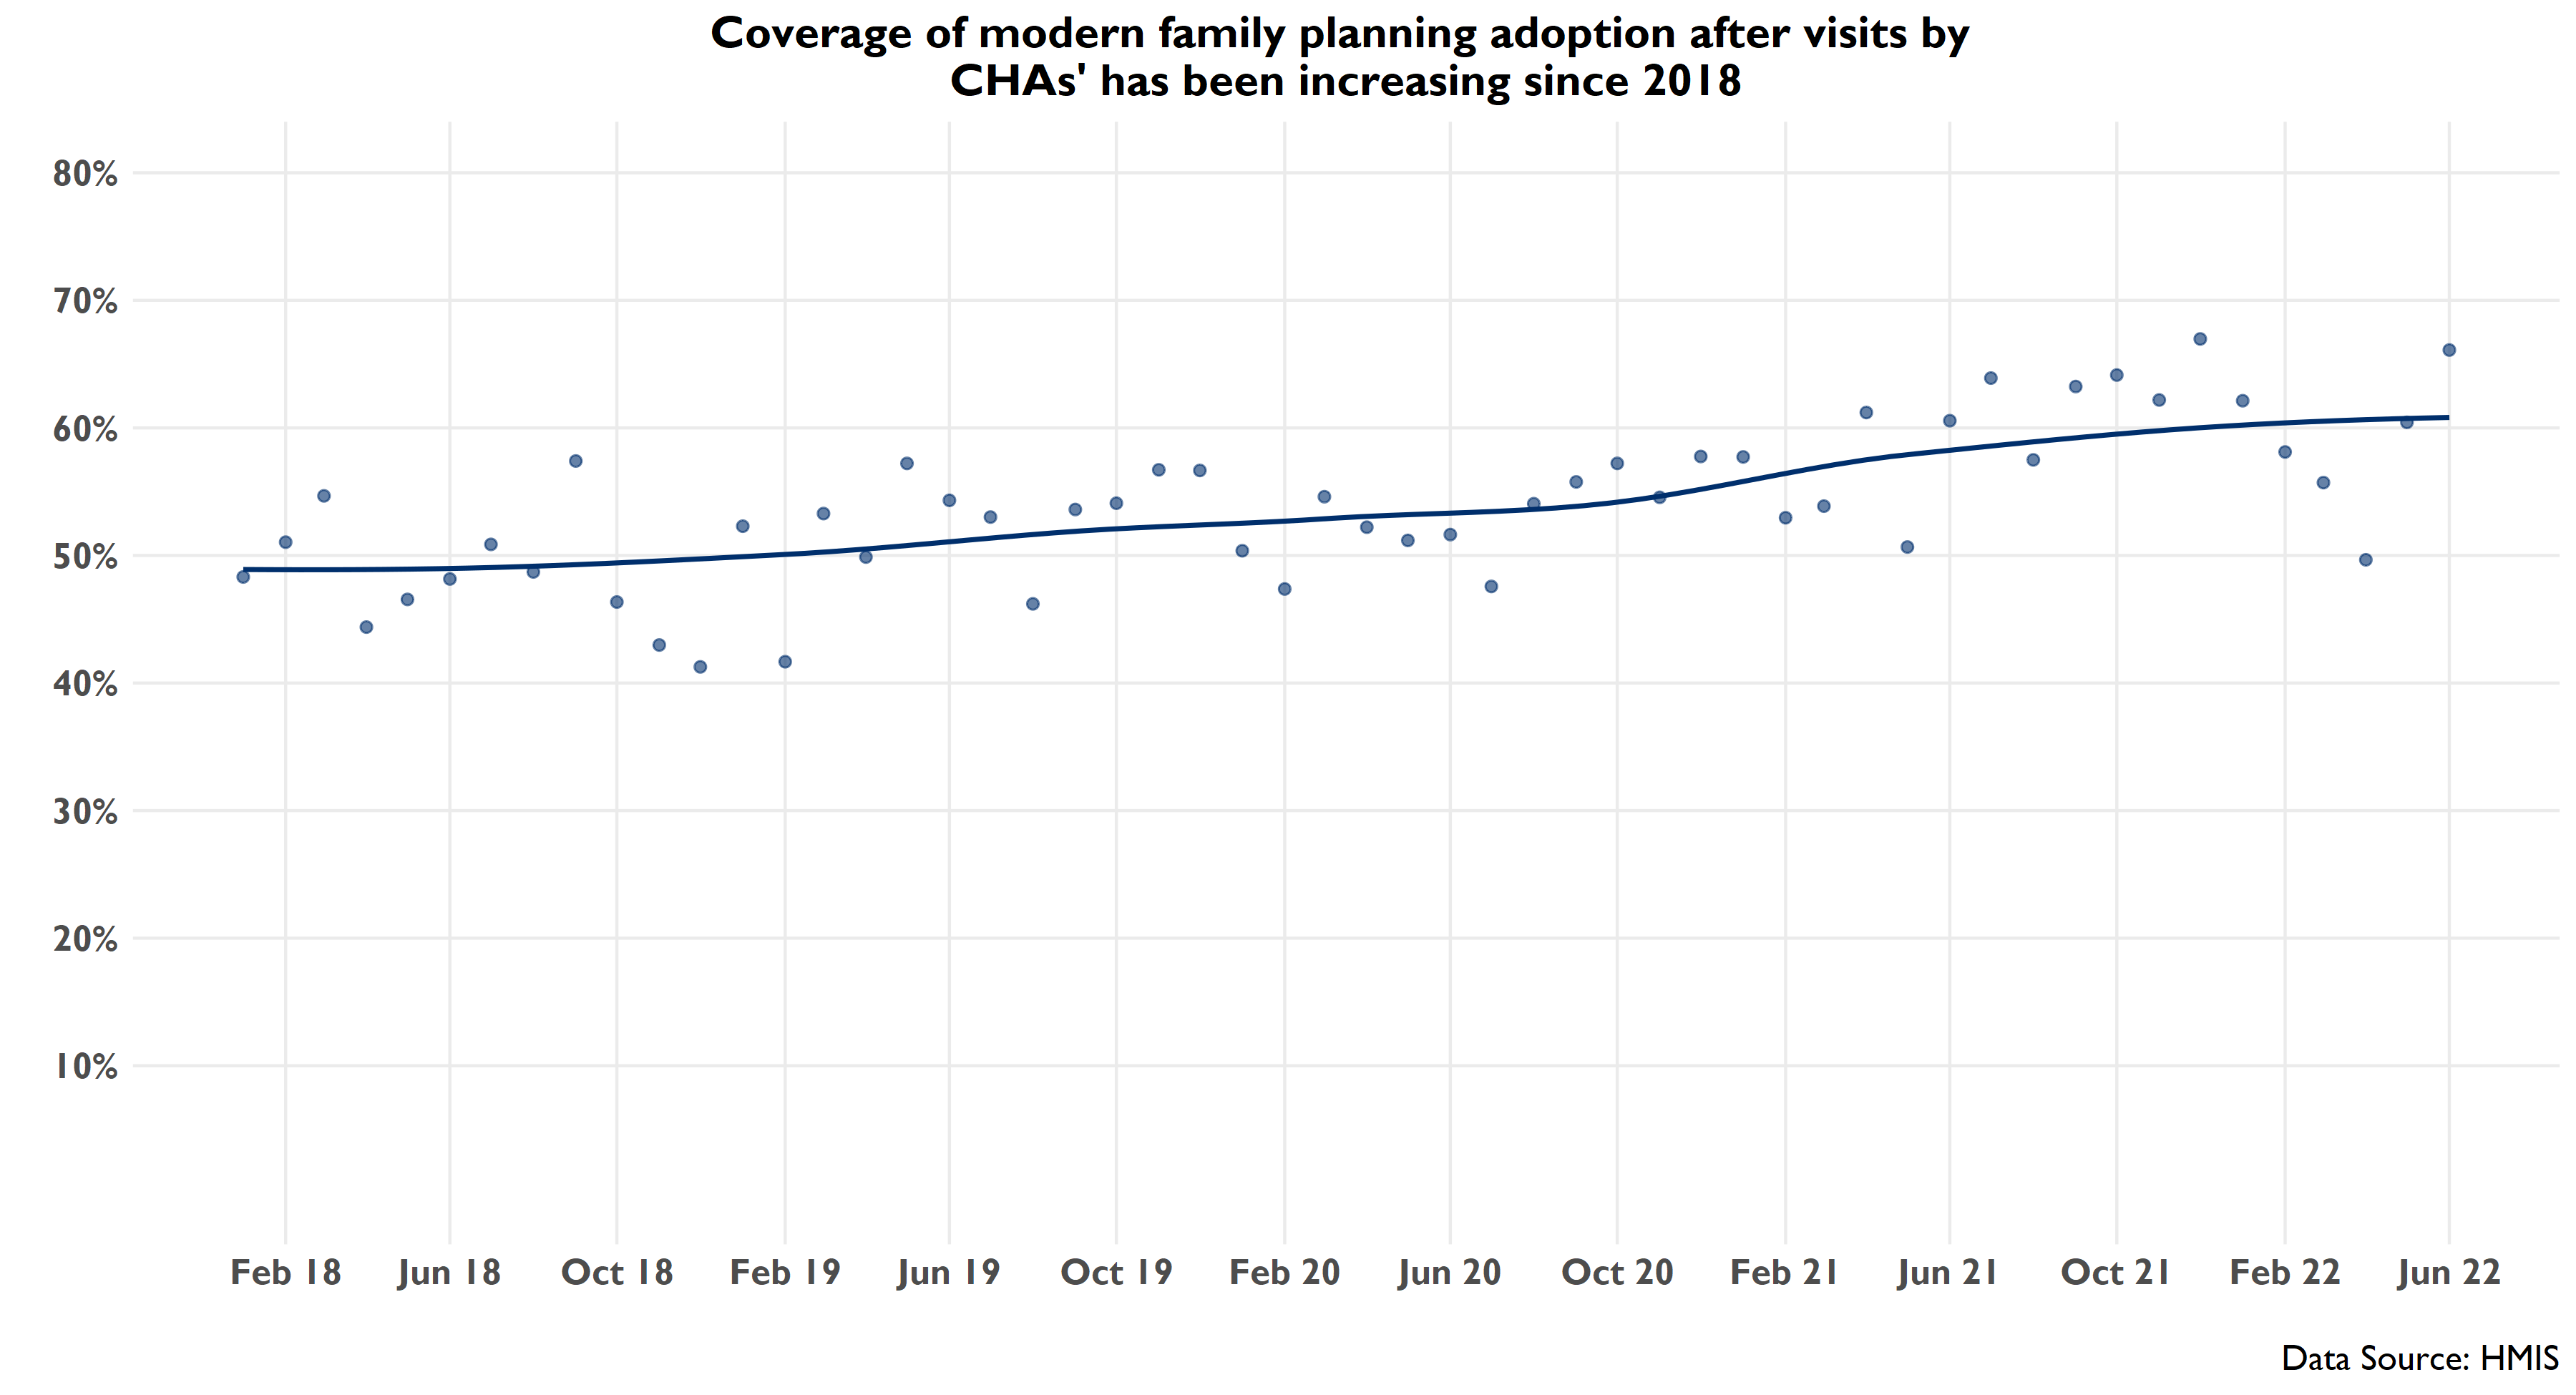 Coverage of modern family planning adoption after visits by
CHAs' has been increasing since 2018
80%
70%
60%
50%
40%
30%
20%
10%
Feb 18 Jun 18 Oct 18 Feb 19 Jun 19 Oct 19 Feb 20 Jun 20 Oct 20 Feb 21 Jun 21 Oct 21 Feb 22 Jun 22
Data Source: HMIS